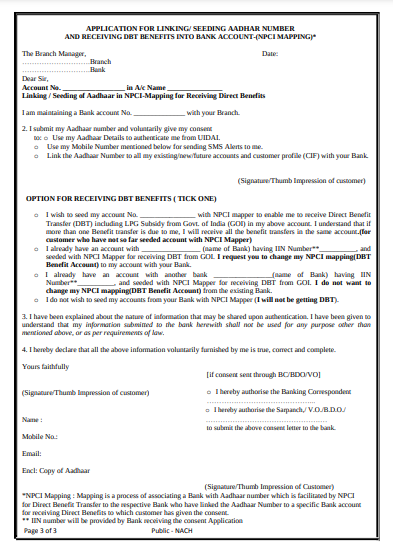 APPLICATION FOR LINKING/ SEEDING AADHAR NUMBER
AND RECEIVING DBT BENEFITS INTO BANK ACCOUNT-(NPCI MAPPING)*
The Branch Manager, Date:
..............................Branch
..............................Bank
Dear Sir,
Account No. __________________ in A/c Name __________________
Linking / Seeding of Aadhaar in NPCI-Mapping for Receiving Direct Benefits
I am maintaining a Bank account No. _______________ with your Branch.
2. I submit my Aadhaar number and voluntarily give my consent
to: o Use my Aadhaar Details to authenticate me from UIDAI.
o Use my Mobile Number mentioned below for sending SMS Alerts to me.
o Link the Aadhaar Number to all my existing/new/future accounts and customer profile (CIF) with your Bank.
(Signature/Thumb Impression of customer)
OPTION FOR RECEIVING DBT BENEFITS ( TICK ONE)
o I wish to seed my account No. _______________ with NPCI mapper to enable me to receive Direct Benefit
Transfer (DBT) including LPG Subsidy from Govt. of India (GOI) in my above account. I understand that if
more than one Benefit transfer is due to me, I will receive all the benefit transfers in the same account.(for
customer who have not so far seeded account with NPCI Mapper)
o I already have an account with _______________ (name of Bank) having IIN Number**__________, and
seeded with NPCI Mapper for receiving DBT from GOI. I request you to change my NPCI mapping(DBT
Benefit Account) to my account with your Bank.
o I already have an account with another bank _______________(name of Bank) having IIN
Number**__________, and seeded with NPCI Mapper for receiving DBT from GOI. I do not want to
change my NPCI mapping(DBT Benefit Account) from the existing Bank.
o I do not wish to seed my accounts from your Bank with NPCI Mapper (I will not be getting DBT).
3. I have been explained about the nature of information that may be shared upon authentication. I have been given to
understand that my information submitted to the bank herewith shall not be used for any purpose other than
mentioned above, or as per requirements of law.
4. I hereby declare that all the above information voluntarily furnished by me is true, correct and complete.
Yours faithfully
[if consent sent through BC/BDO/VO]
(Signature/Thumb Impression of customer) o I hereby authorise the Banking Correspondent
..............................................
o I hereby authorise the Sarpanch,/ V.O./B.D.O./
..............................................
Name : to submit the above consent letter to the bank.
Mobile No.:
Email:
Encl: Copy of Aadhaar
(Signature/Thumb Impression of Customer)
*NPCI Mapping : Mapping is a process of associating a Bank with Aadhaar number which is facilitated by NPCI
for Direct Benefit Transfer to the respective Bank who have linked the Aadhaar Number to a specific Bank account
for receiving Direct Benefits to which customer has given the consent.
** IIN number will be provided by Bank receiving the consent Application
Page 3 of 3 Public - NACH